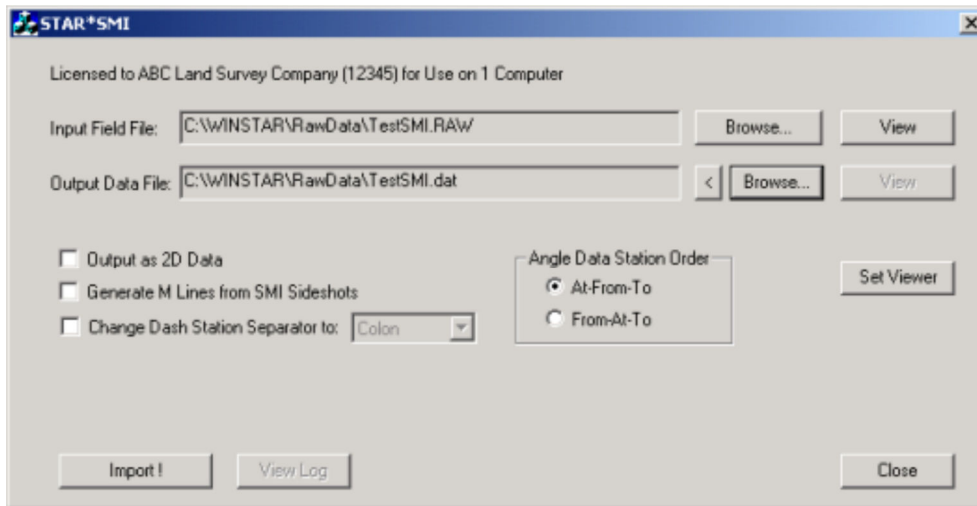 STAR*SMI
Licensed to ABC Land Survey Company (12345) for Use on 1 Computer
Input Field File: C:\WINSTAR\RawData\TestSMI.RAW Browse... View
Output Data File: C:\WINSTAR\RawData\TestSMI.dat < Browse... View
Output as 2D Data
Generate M Lines from SMI Sideshots
Change Dash Station Separator to: Colon
Angle Data Station Order
At-From-To
From-At-To
Set Viewer
Import !
View Log
Close